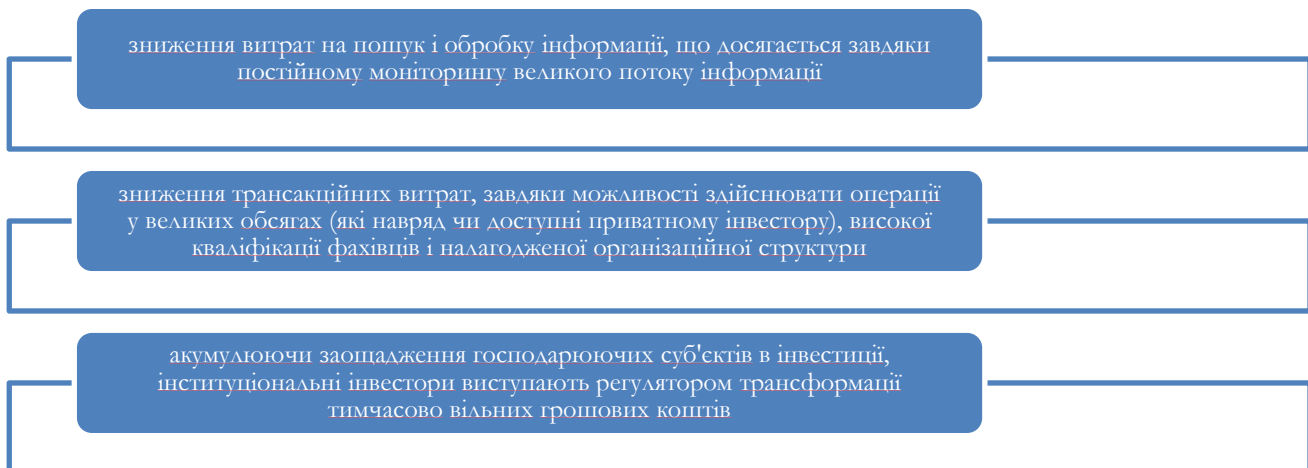 зниження витрат на пошук і обробку інформації, що досягається завдяки
постійному моніторингу великого потоку інформації
зниження трансакційних витрат, завдяки можливості здійснювати операції
у великих обсягах (які навряд чи доступні приватному інвестору), високої
кваліфікації фахівців і налагодженої організаційної структури
акумулюючи заощадження господарюючих суб'єктів в інвестиції,
інституціональні інвестори виступають регулятором трансформації
тимчасово вільних грошових коштів